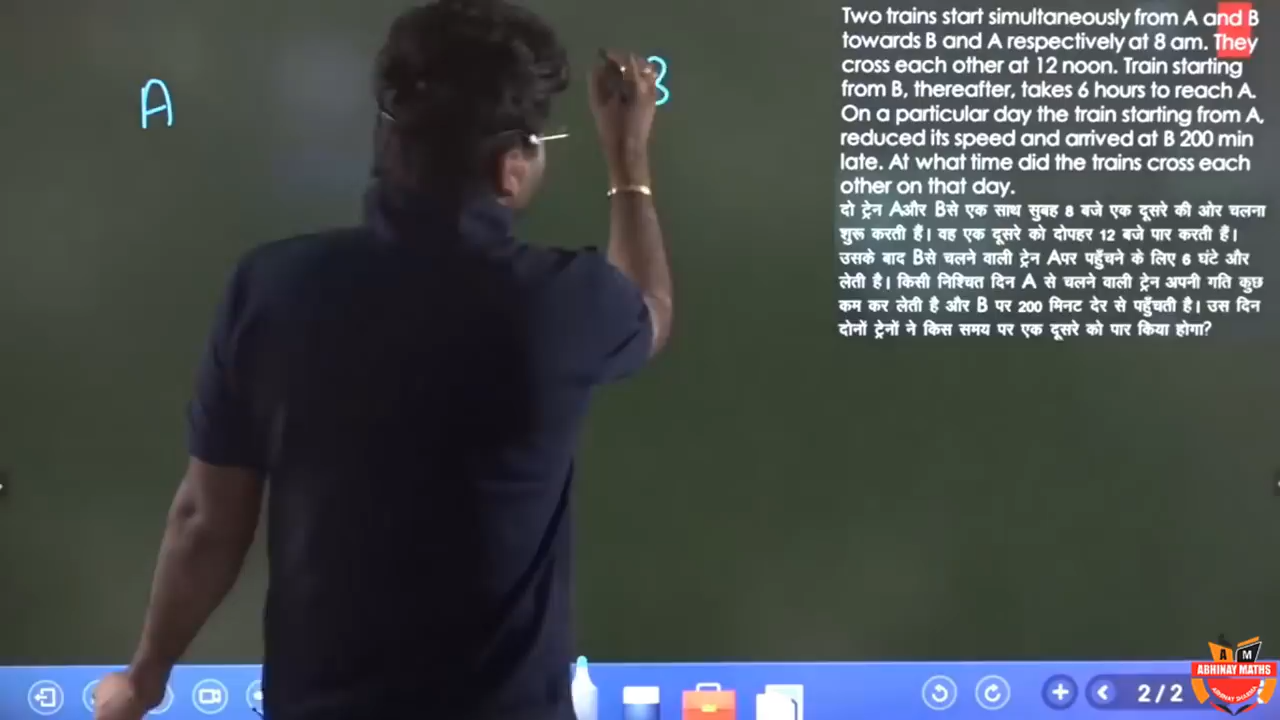 A
B
Two trains start simultaneously from A and B
towards B and A respectively at 8 am. They
cross each other at 12 noon. Train starting
from B, thereafter, takes 6 hours to reach A.
On a particular day the train starting from A,
reduced its speed and arrived at B 200 min
late. At what time did the trains cross each
other on that day.
दो ट्रेन Aऔर Bसे एक साथ सुबह 8 बजे एक दूसरे की ओर चलना
शुरू करती हैं। वह एक दूसरे को दोपहर 12 बजे पार करती हैं।
उसके बाद Bसे चलने वाली ट्रेन Aपर पहुँचने के लिए 6 घंटे और
लेती है। किसी निश्चित दिन A से चलने वाली ट्रेन अपनी गति कुछ
कम कर लेती है और B पर 200 मिनट देर से पहुँचती है। उस दिन
दोनों ट्रेनों ने किस समय पर एक दूसरे को पार किया होगा?
2/2
A M
ABHINAY MATHS
ABHINAY SHARMA